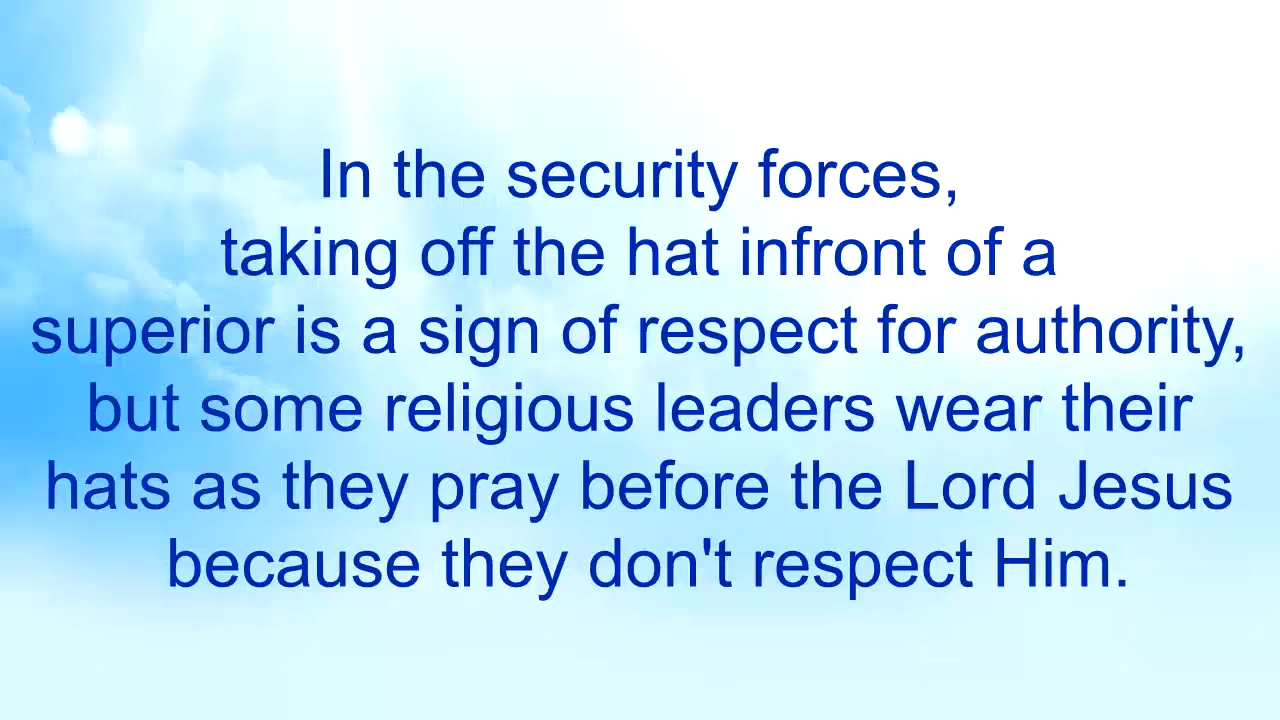 In the security forces,
taking off the hat infront of a
superior is a sign of respect for authority,
but some religious leaders wear their
hats as they pray before the Lord Jesus
because they don't respect Him.